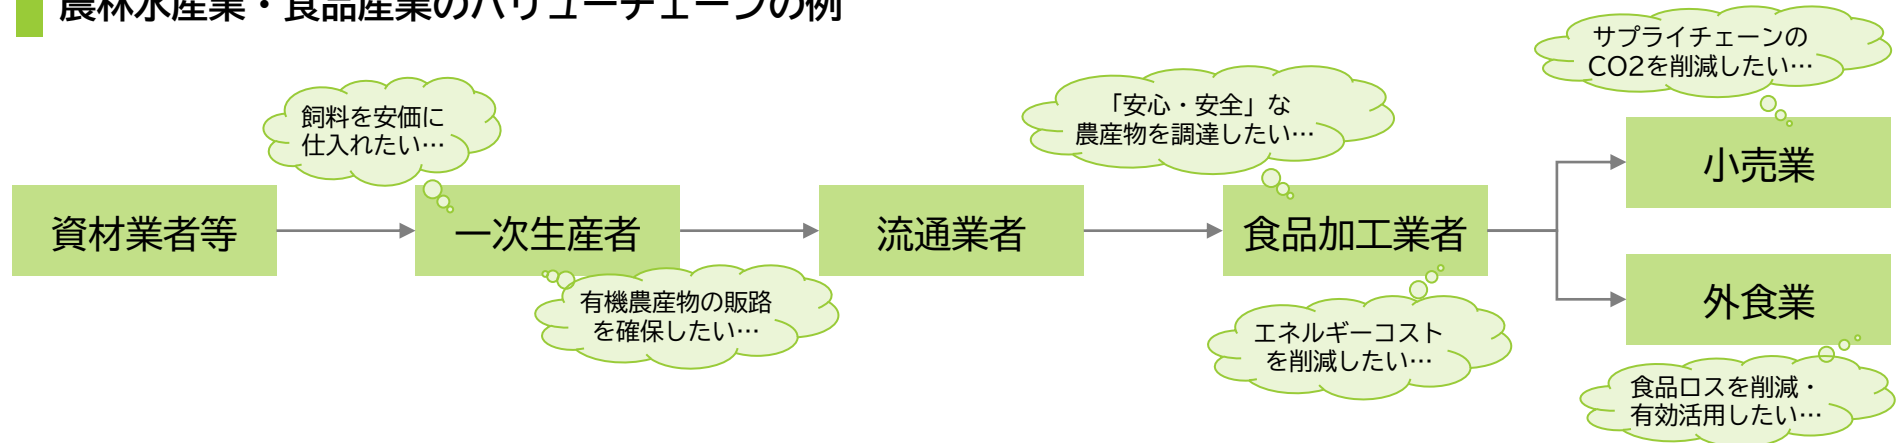 農林水産業・食品産業のバリューチェーンの例
サプライチェーンの
CO2を削減したい…
飼料を安価に
仕入れたい…
「安心・安全」な
農産物を調達したい…
資材業者等
一次生産者
流通業者
食品加工業者
小売業
外食業
有機農産物の販路
を確保したい…
エネルギーコスト
を削減したい…
食品ロスを削減・
有効活用したい…